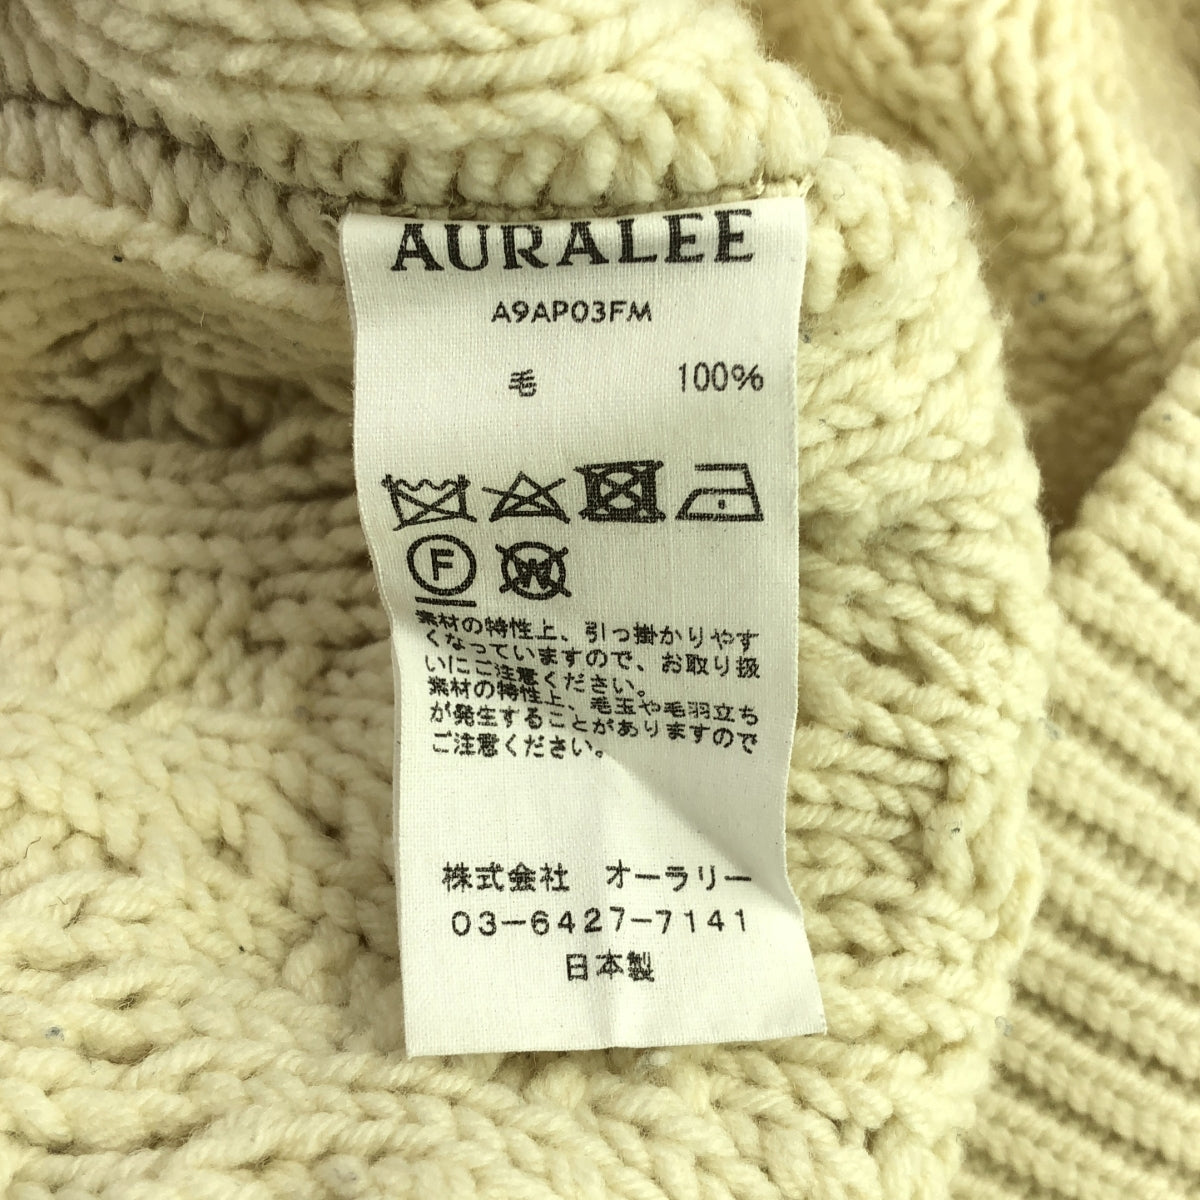 AURALEE
A9AP03FM
毛 100%
F W
素材の特性上、引っ掛かりやす
くなっていますので、お取り扱
いにご注意ください。
素材の特性上、毛玉や毛羽立ち
が発生することがありますので
ご注意ください。
株式会社 オーラリー
03-6427-7141
日本製